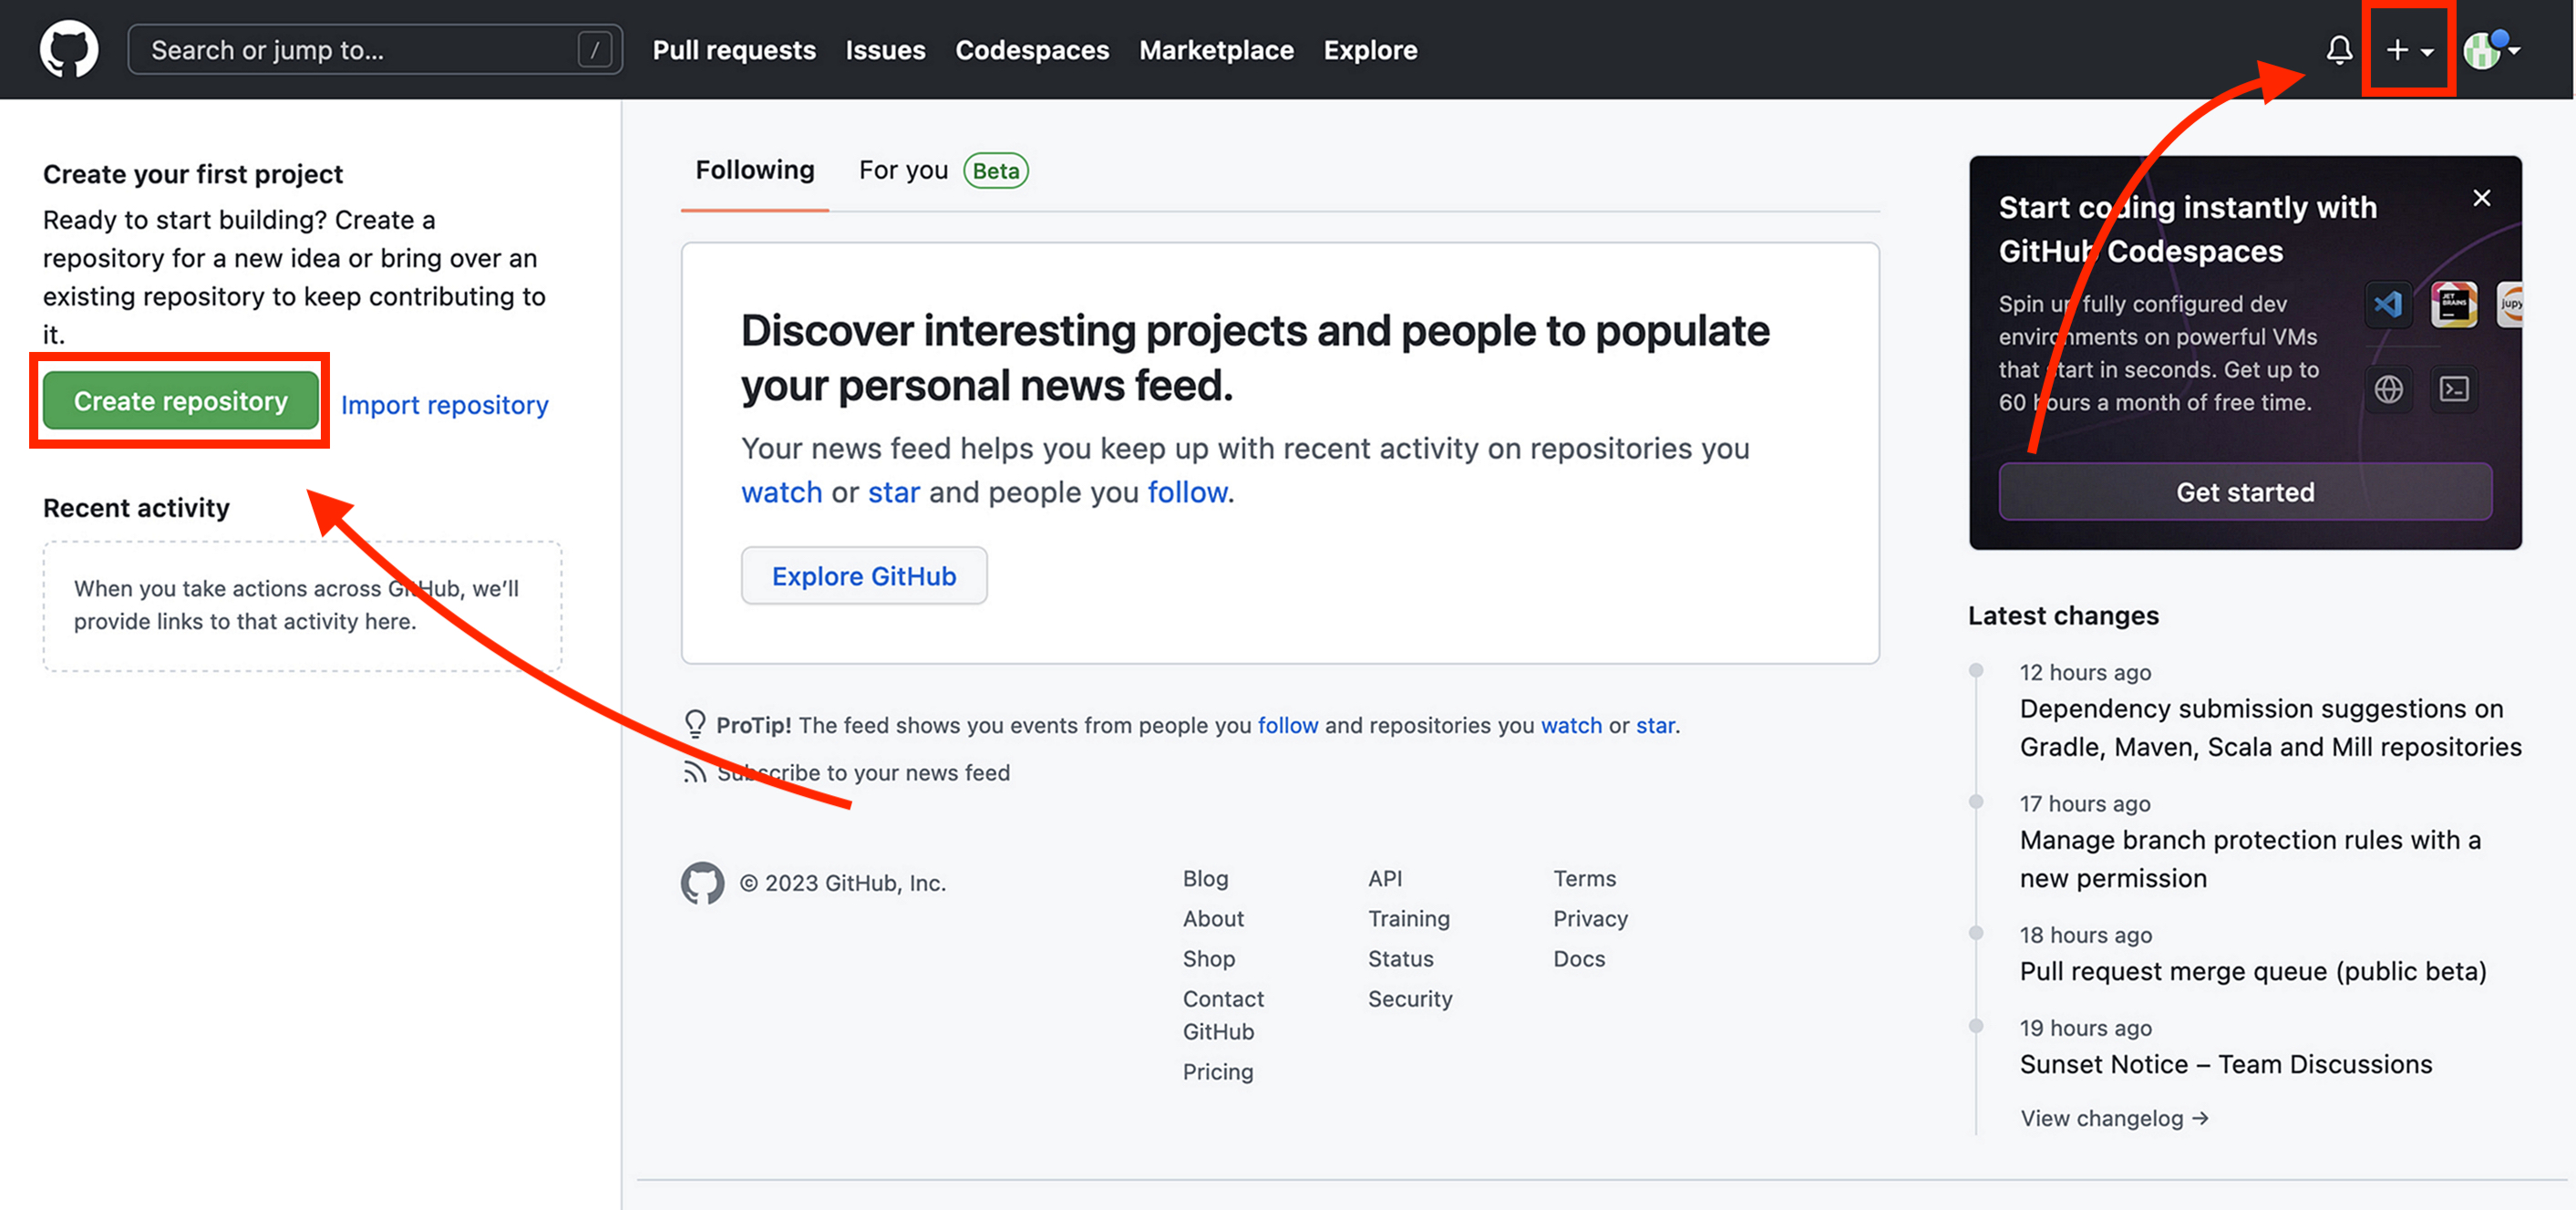 Search or jump to... /
Pull requests
Issues
Codespaces
Marketplace
Explore
Create your first project
Ready to start building? Create a
repository for a new idea or bring over an
existing repository to keep contributing to
it.
Create repository
Import repository
Recent activity
When you take actions across GitHub, we’ll
provide links to that activity here.
Following
For you
Beta
Discover interesting projects and people to populate
your personal news feed.
Your news feed helps you keep up with recent activity on repositories you
watch or star and people you follow.
Explore GitHub
ProTip! The feed shows you events from people you follow and repositories you watch or star.
Subscribe to your news feed
© 2023 GitHub, Inc.
Blog
About
Shop
Contact
GitHub
Pricing
API
Training
Status
Security
Terms
Privacy
Docs
Start coding instantly with
GitHub Codespaces
Spin up fully configured dev
environments on powerful VMs
that start in seconds. Get up to
60 hours a month of free time.
JET
BRAINS
jupy
Get started
Latest changes
12 hours ago
Dependency submission suggestions on
Gradle, Maven, Scala and Mill repositories
17 hours ago
Manage branch protection rules with a
new permission
18 hours ago
Pull request merge queue (public beta)
19 hours ago
Sunset Notice – Team Discussions
View changelog →